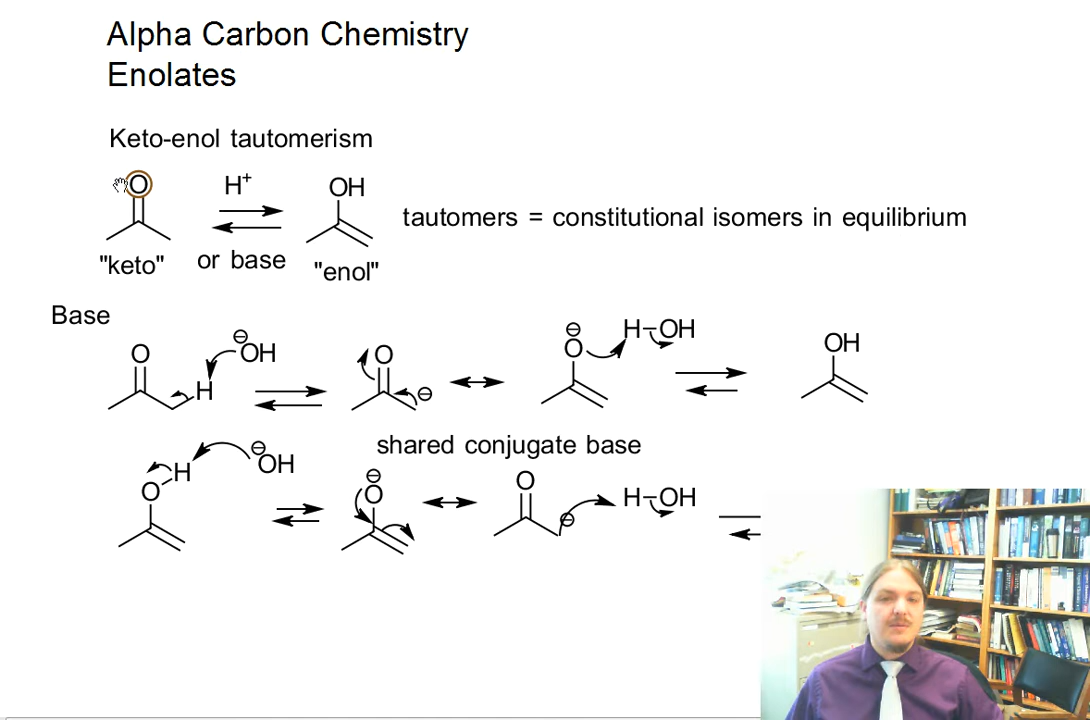 Alpha Carbon Chemistry
Enolates
Keto-enol tautomerism
O H⁺ OH
tautomers = constitutional isomers in equilibrium
"keto" or base "enol"
Base
O ⊖OH H O ⊖ ⊖ O H-OH OH
shared conjugate base
H O ⊖OH ⊖ O O ⊖ H-OH